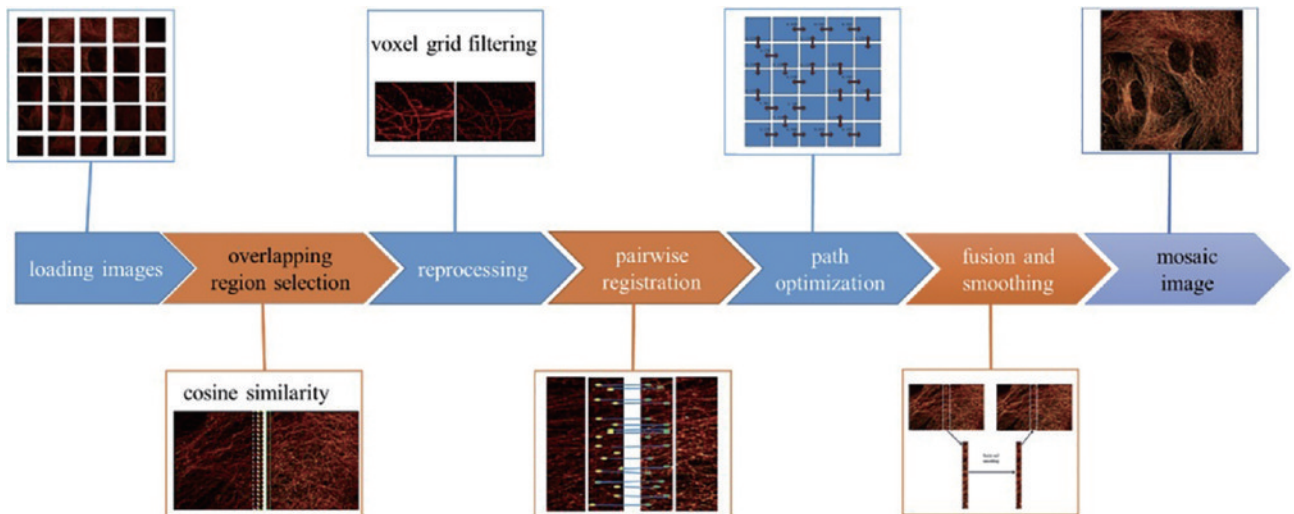 voxel grid filtering
loading images
overlapping
region selection
reprocessing
pairwise
registration
path
optimization
fusion and
smoothing
mosaic
image
cosine similarity